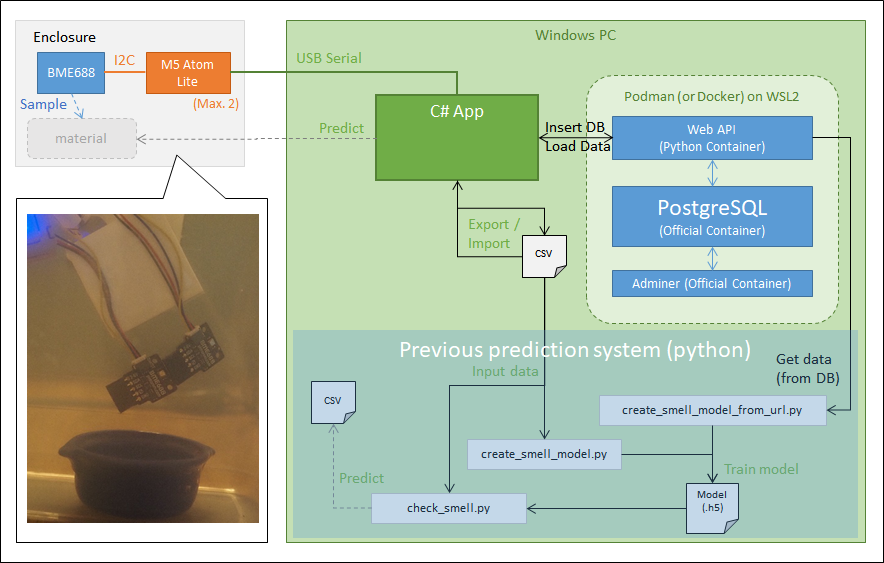 Enclosure
BME688
I2C
M5 Atom
Lite
(Max. 2)
Sample
material
Predict
USB Serial
Windows PC
C# App
Insert DB
Load Data
Podman (or Docker) on WSL2
Web API
(Python Container)
PostgreSQL
(Official Container)
Adminer (Official Container)
Export /
Import
CSV
Previous prediction system (python)
Input data
Get data
(from DB)
CSV
create_smell_model_from_url.py
create_smell_model.py
Train model
Predict
check_smell.py
Model
(.h5)